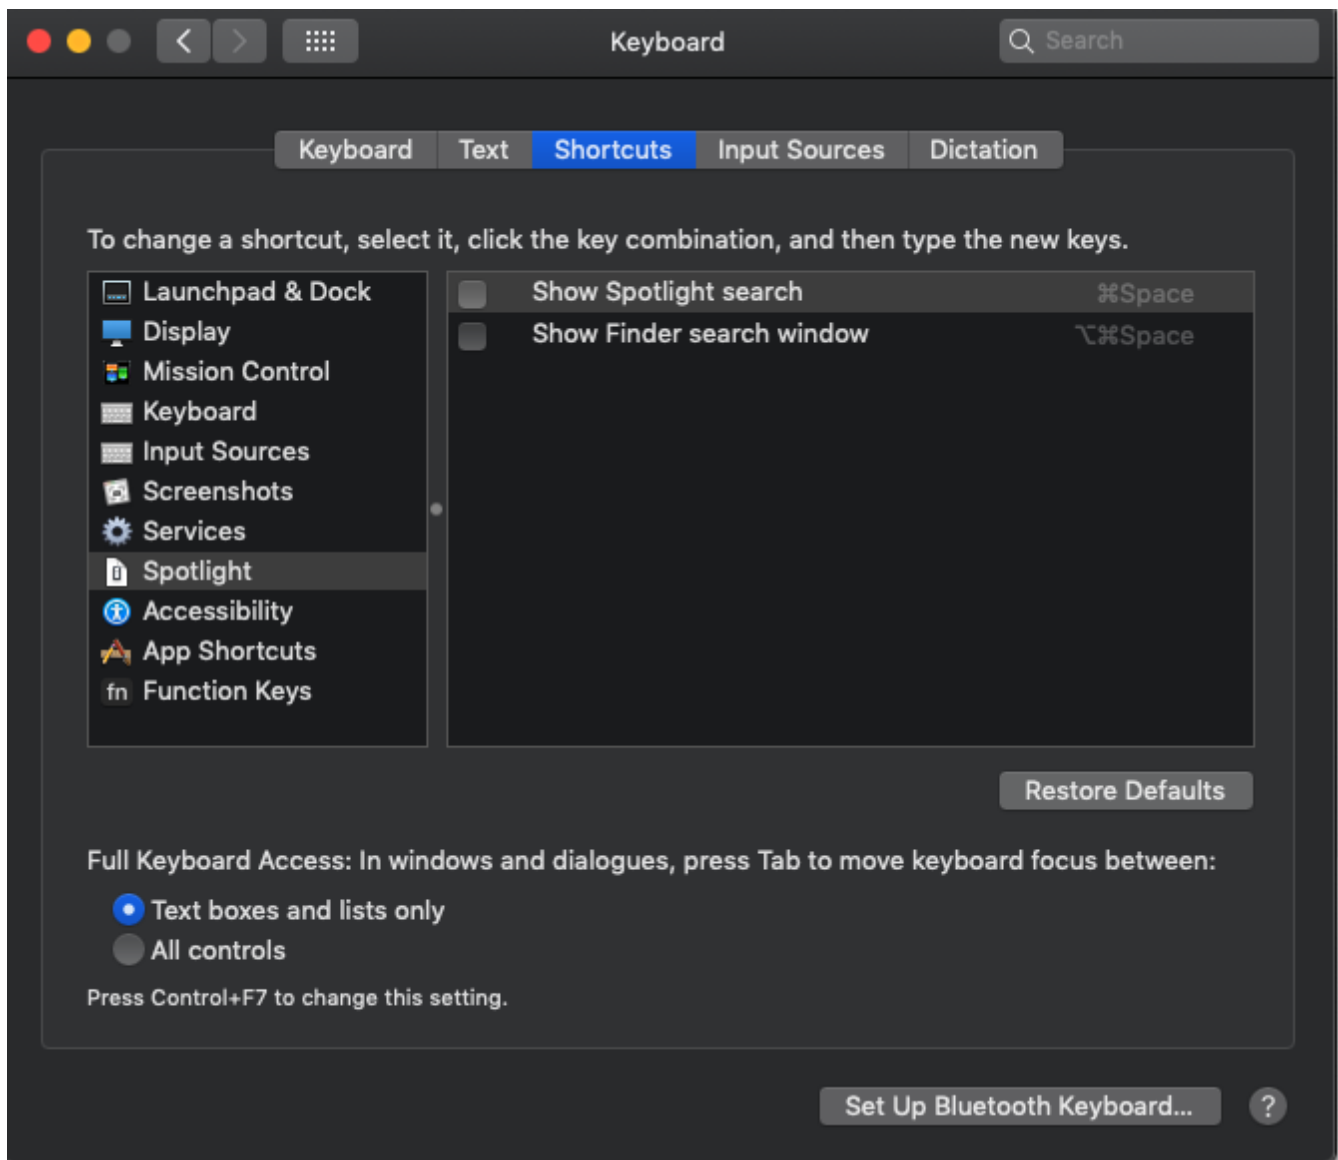 Keyboard
Search
Keyboard Text Shortcuts Input Sources Dictation
To change a shortcut, select it, click the key combination, and then type the new keys.
Launchpad & Dock
Display
Mission Control
Keyboard
Input Sources
Screenshots
Services
Spotlight
Accessibility
App Shortcuts
fn Function Keys
Show Spotlight search ⌘Space
Show Finder search window ⌥⌘Space
Restore Defaults
Full Keyboard Access: In windows and dialogues, press Tab to move keyboard focus between:
Text boxes and lists only
All controls
Press Control+F7 to change this setting.
Set Up Bluetooth Keyboard... ?